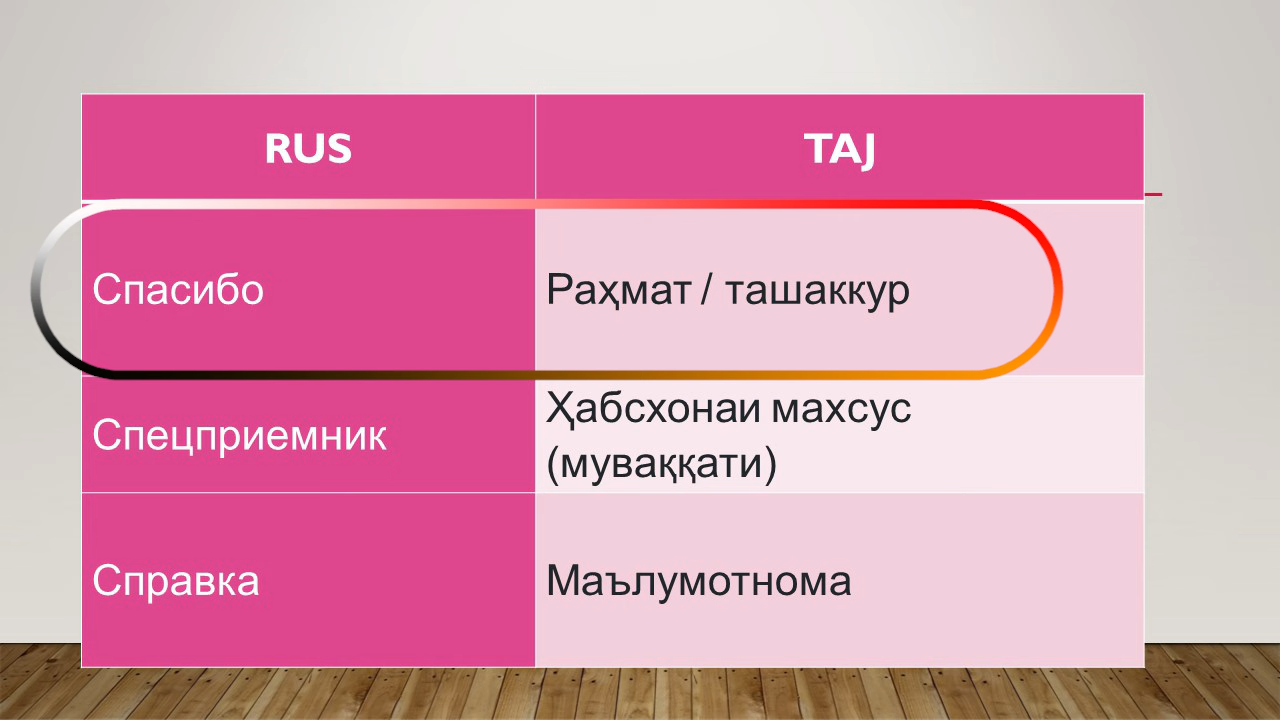 RUS
TAJ
Спасибо
Раҳмат / ташаккур
Спецприемник
Ҳабсхонаи махсус
(муваққати)
Справка
Маълумотнома